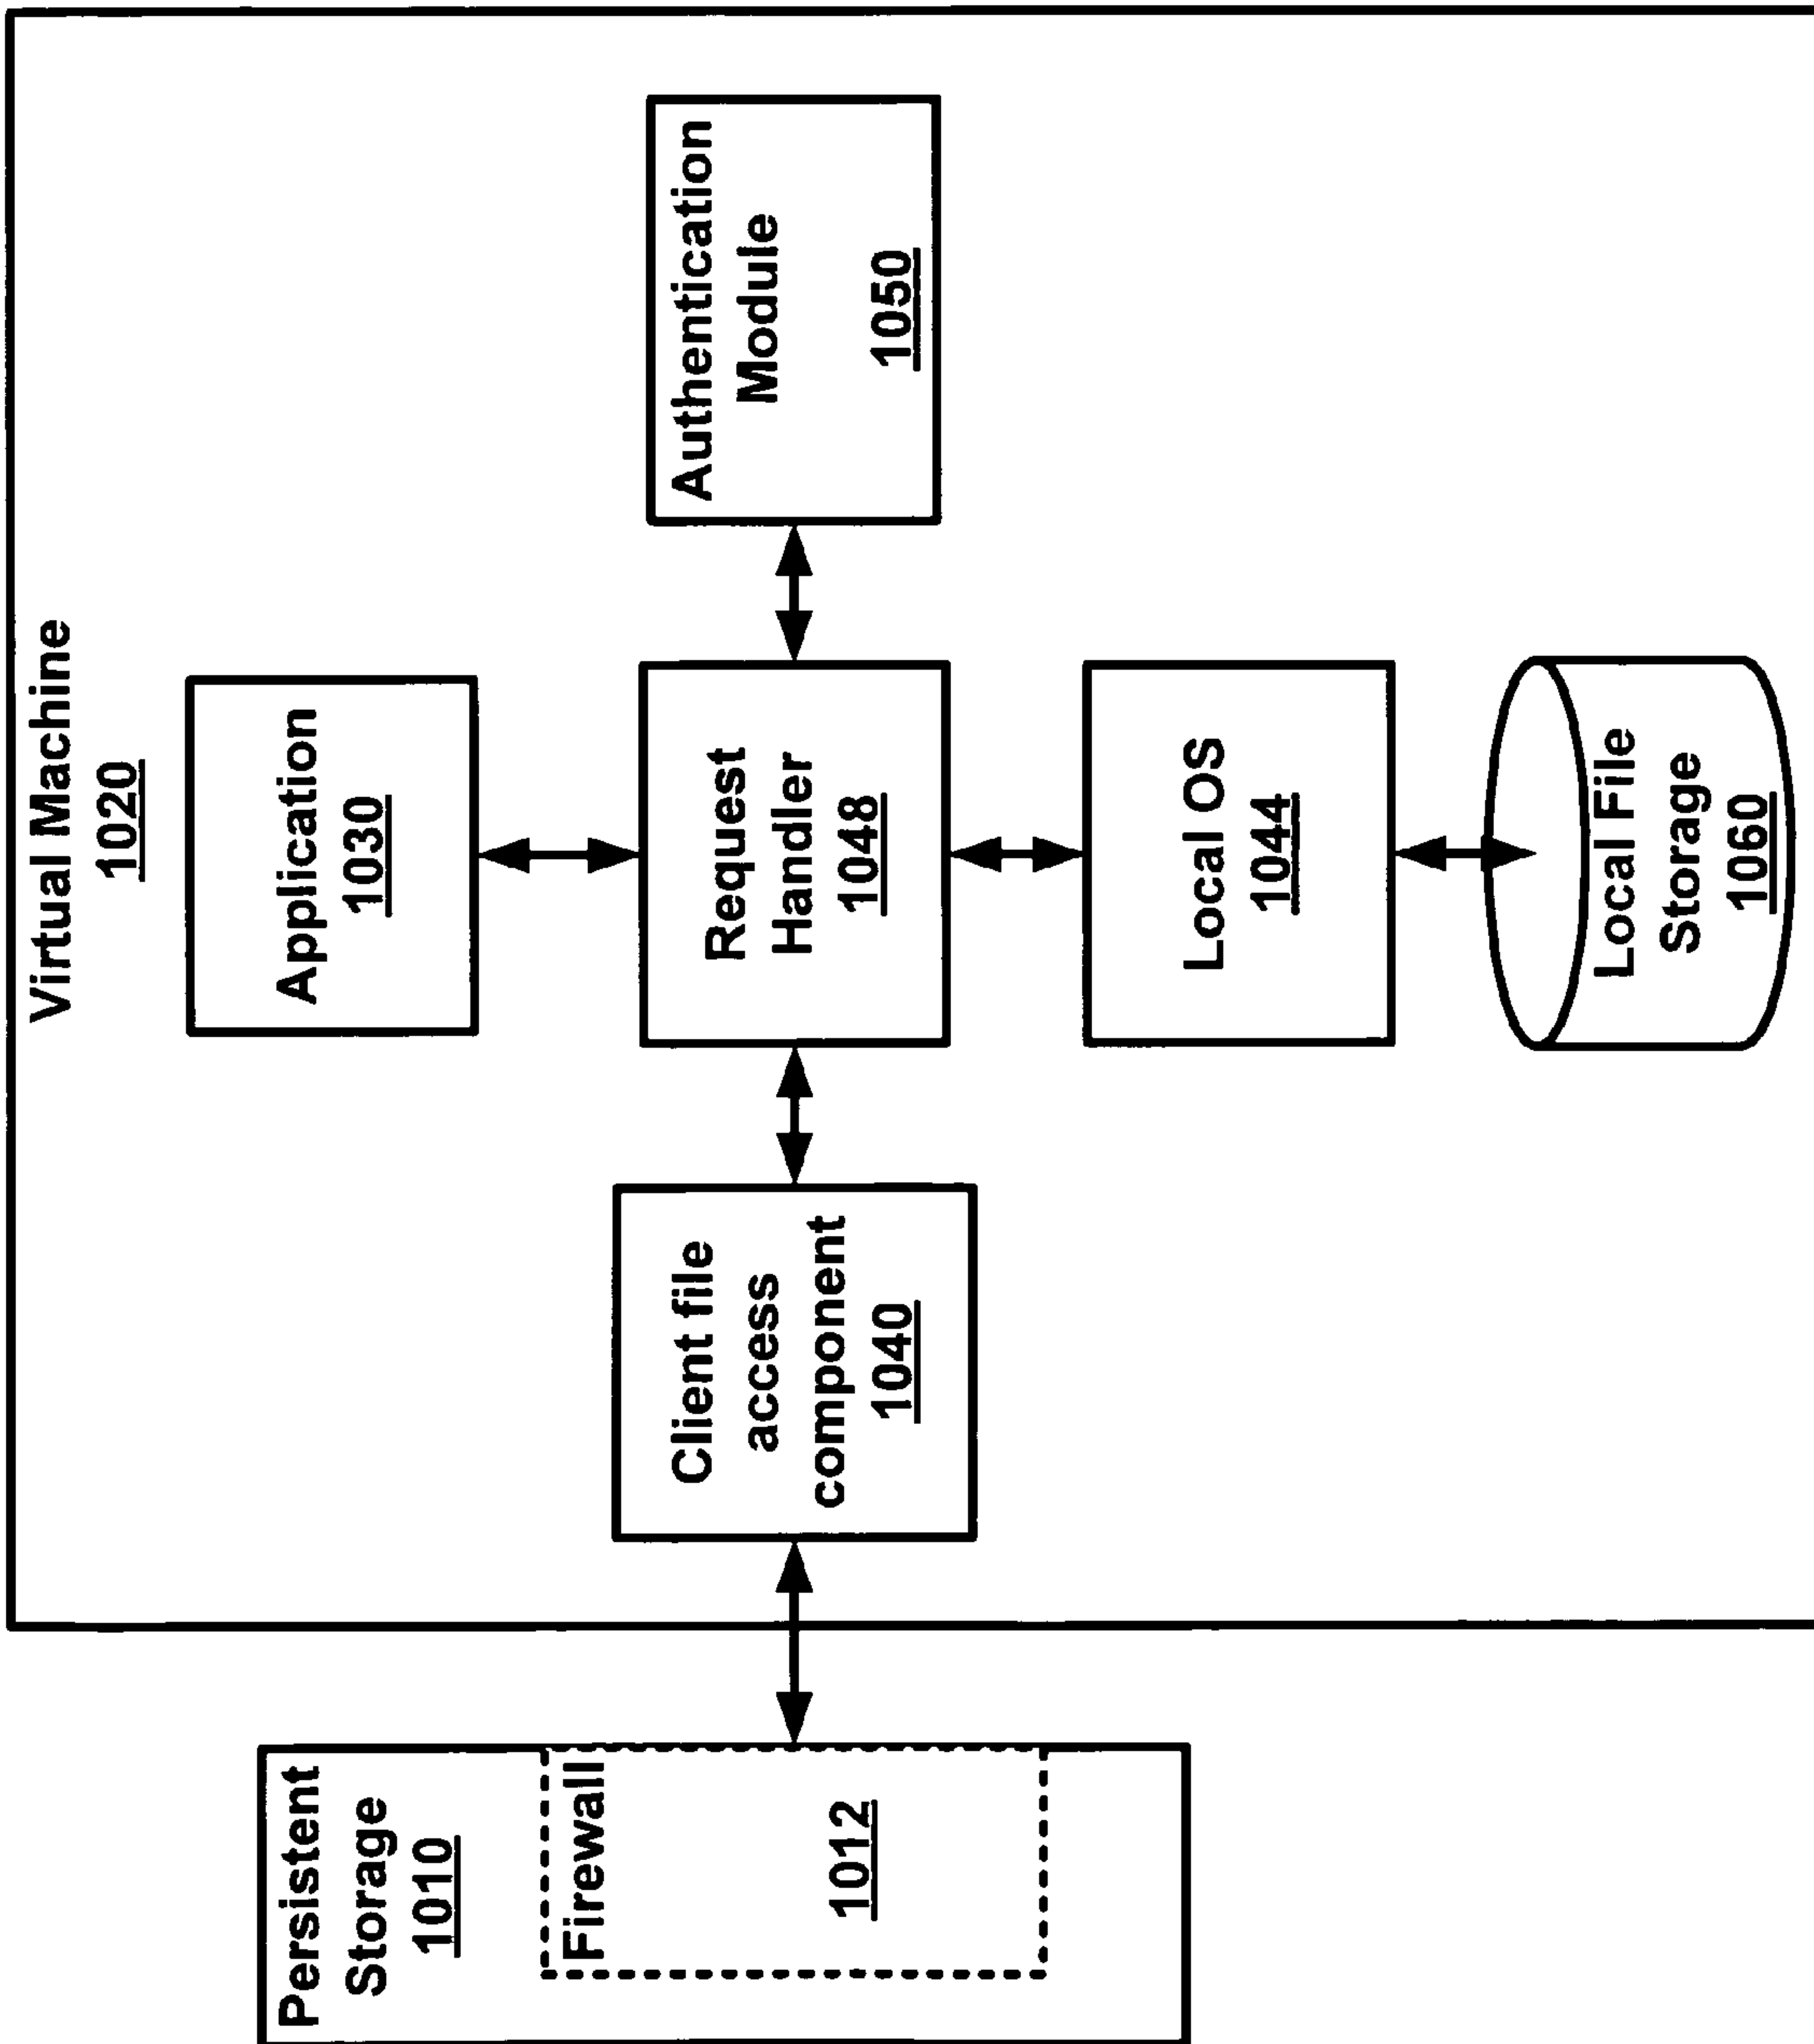 Virtual Machine
1020
Persistent
Storage
1010
Firewall
1012
Application
1030
Client file
access
component
1040
Request
Handler
1048
Authentication
Module
1050
Local OS
1044
Local File
Storage
1060